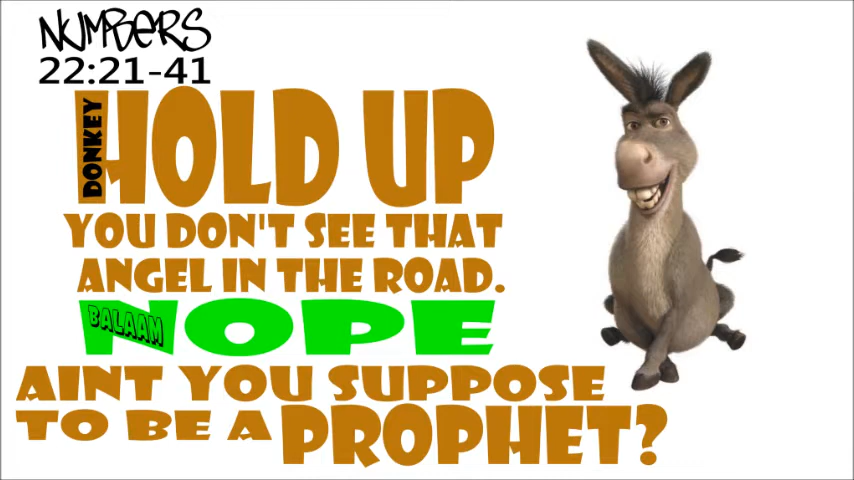 NUMBERS
22:21-41
DONKEY
HOLD UP
YOU DON'T SEE THAT
ANGEL IN THE ROAD.
BALAAM
NOPE
AINT YOU SUPPOSE
TO BE A PROPHET?